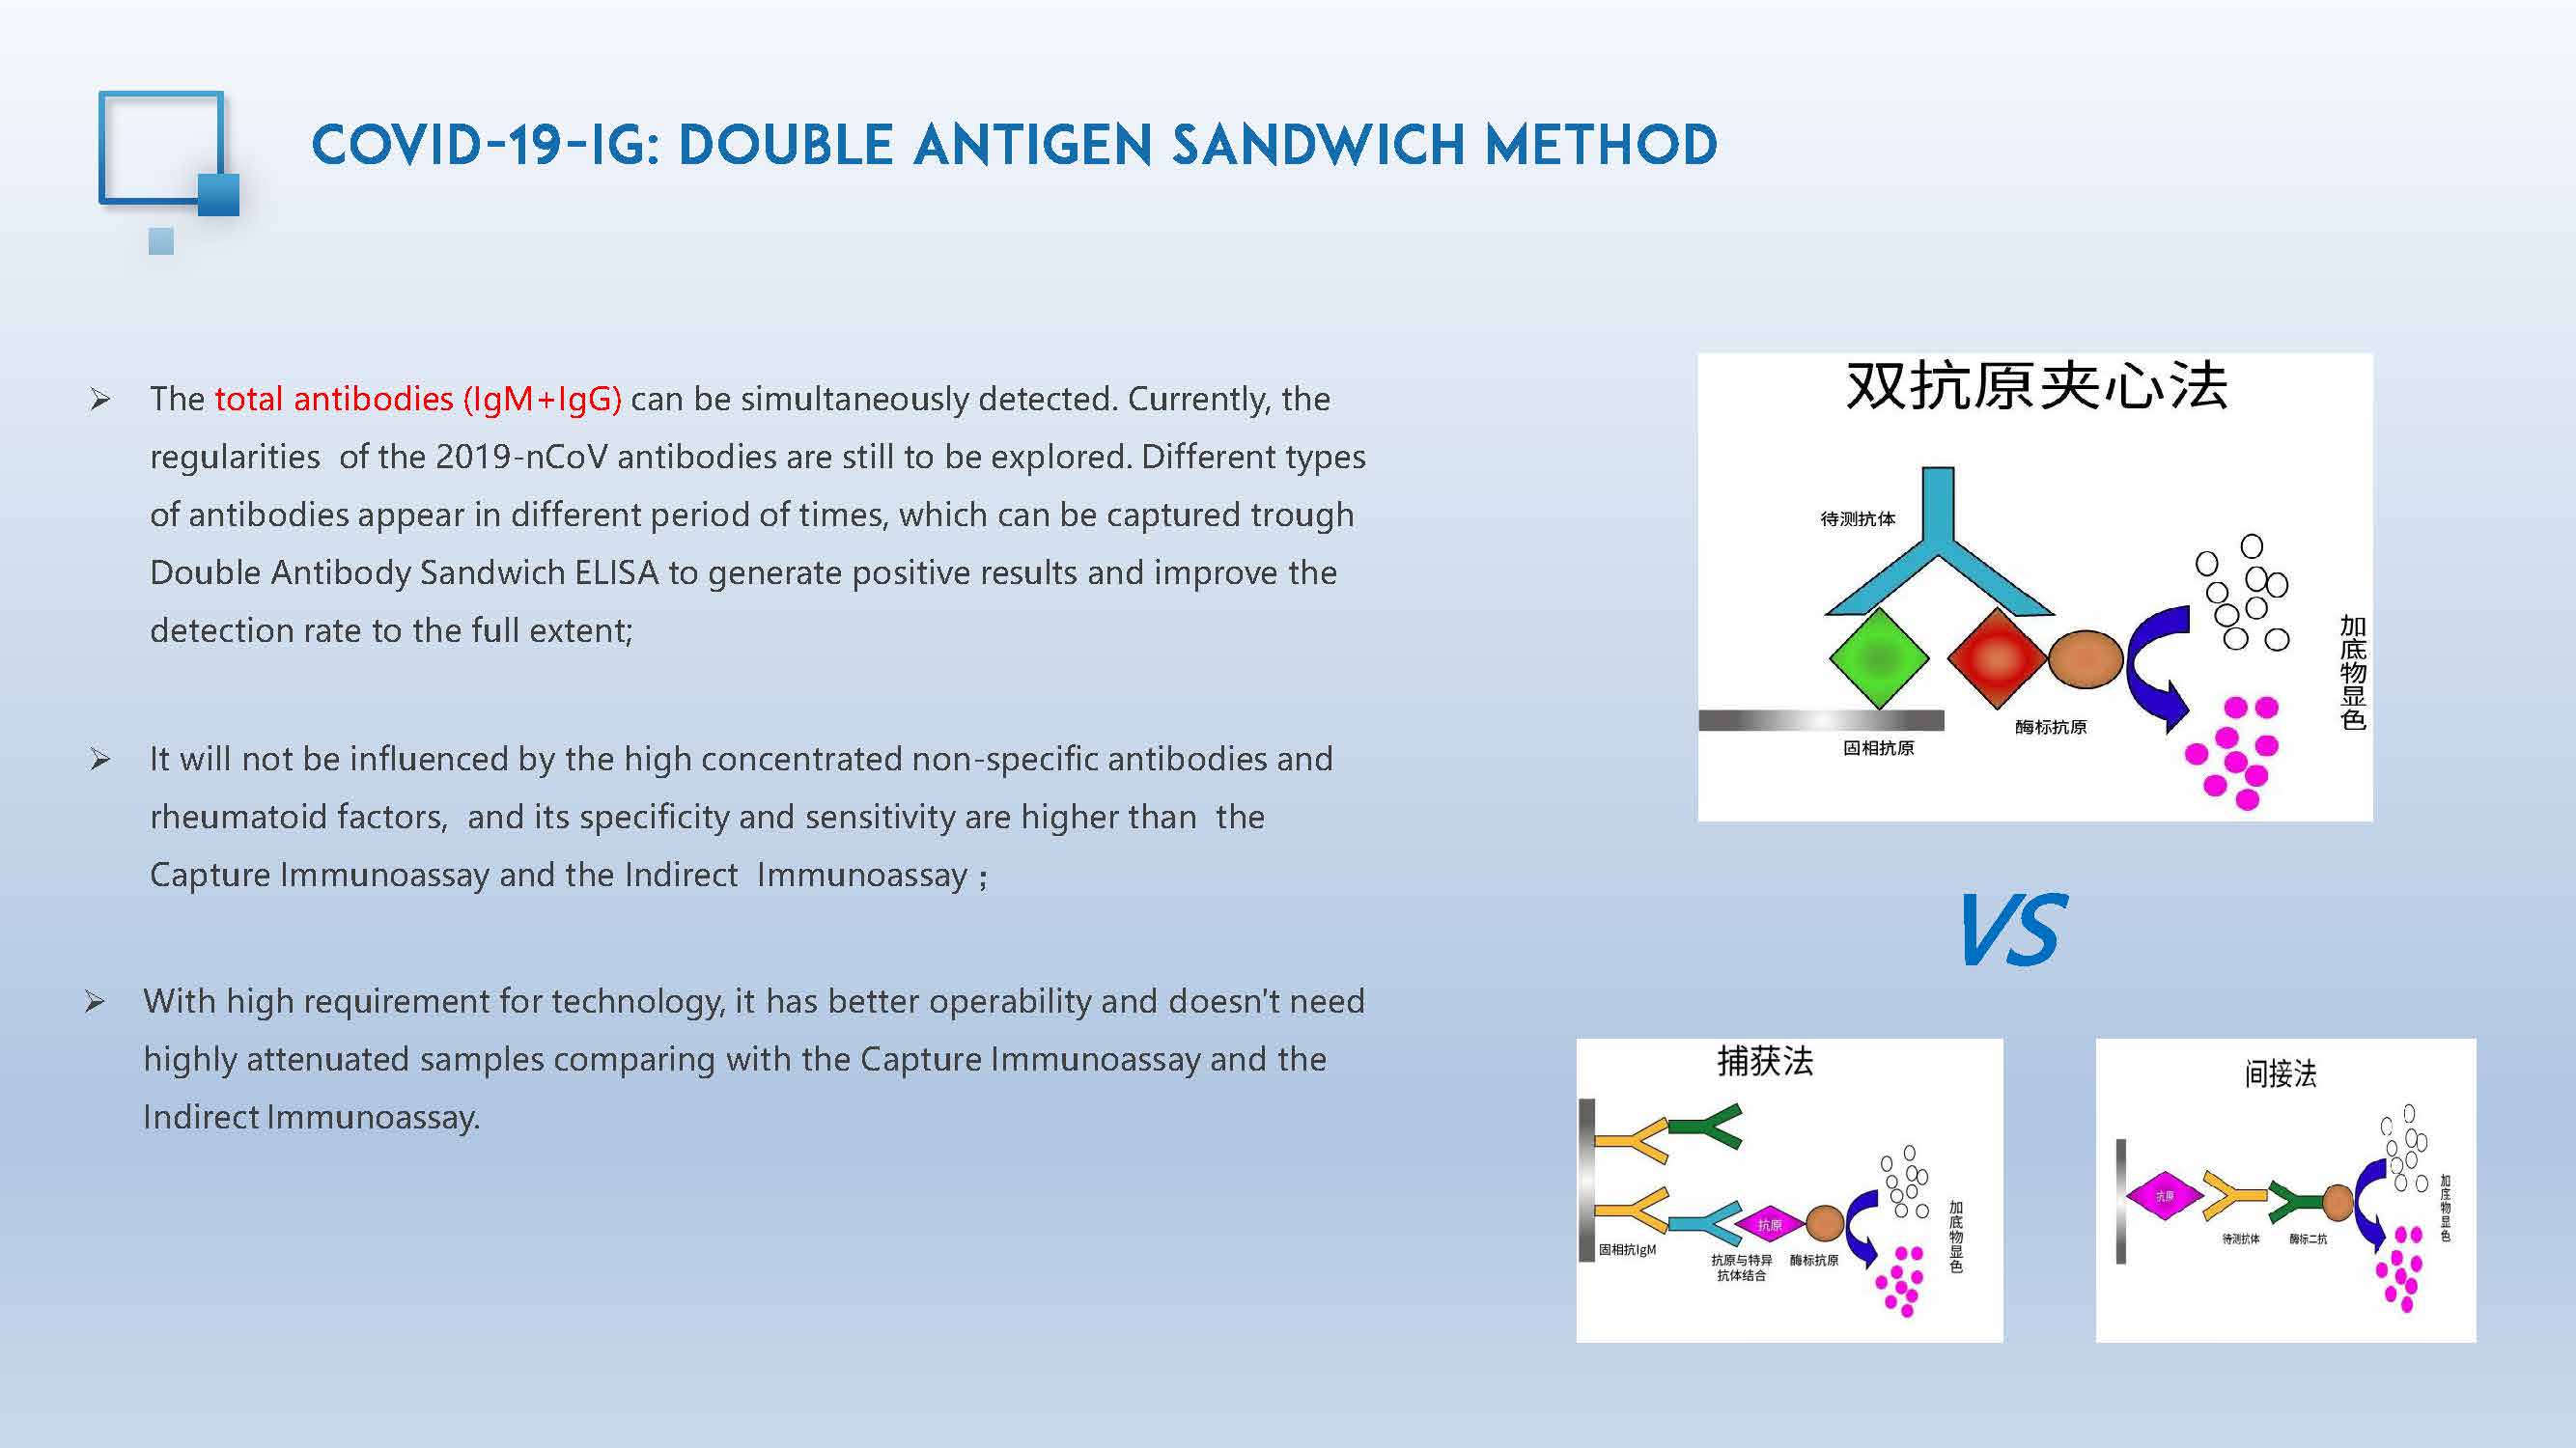 COVID-19-IG: DOUBLE ANTIGEN SANDWICH METHOD
The total antibodies (IgM+IgG) can be simultaneously detected. Currently, the
regularities of the 2019-nCoV antibodies are still to be explored. Different types
of antibodies appear in different period of times, which can be captured trough
Double Antibody Sandwich ELISA to generate positive results and improve the
detection rate to the full extent;
It will not be influenced by the high concentrated non-specific antibodies and
rheumatoid factors, and its specificity and sensitivity are higher than the
Capture Immunoassay and the Indirect Immunoassay；
With high requirement for technology, it has better operability and doesn't need
highly attenuated samples comparing with the Capture Immunoassay and the
Indirect Immunoassay.
双抗原夹心法
待测抗体
加底物显色
酶标抗原
固相抗原
VS
捕获法
抗原
固相抗IgM
抗原与特异
抗体结合
酶标抗原
加底物显色
间接法
抗原
待测抗体
酶标二抗
加底物显色